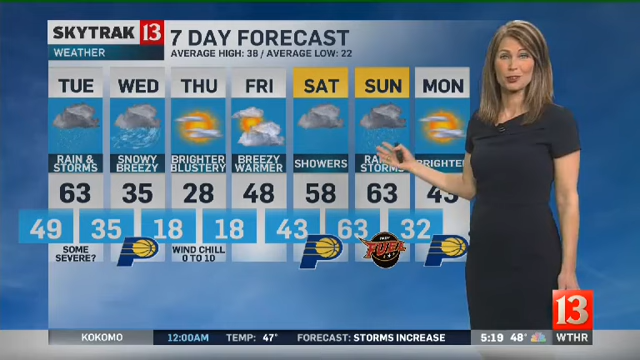 SKYTRAK 13
WEATHER
7 DAY FORECAST
AVERAGE HIGH: 38 / AVERAGE LOW: 22
TUE WED THU FRI SAT SUN MON
RAIN & STORMS SNOWY BREEZY BRIGHTER BLUSTERY BREEZY WARMER SHOWERS RAIN STORMS BRIGHTER
63 35 28 48 58 63 43
49 35 18 18 43 63 32
SOME SEVERE? WIND CHILL 0 TO 10
FUEL
13
KOKOMO 12:00AM TEMP: 47° FORECAST: STORMS INCREASE 5:19 48° WTHR